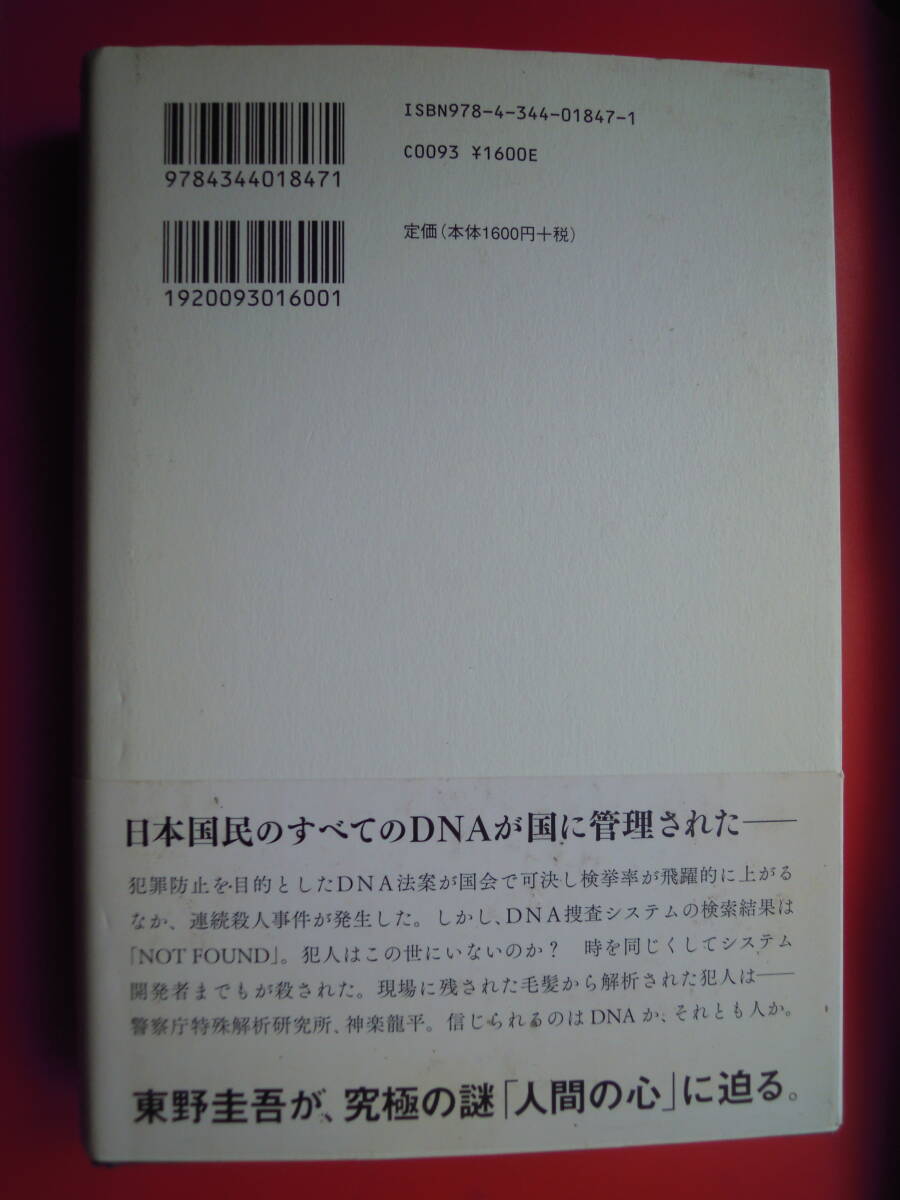 ISBN978-4-344-01847-1
C0093 ¥1600E
9784344018471
定価(本体1600円+税)
1920093016001
日本国民のすべてのDNAが国に管理された――
犯罪防止を目的としたDNA法案が国会で可決し検挙率が飛躍的に上がる
なか、連続殺人事件が発生した。しかし、DNA捜査システムの検索結果は
「NOT FOUND」。犯人はこの世にいないのか？　時を同じくしてシステム
開発者までもが殺された。現場に残された毛髪から解析された犯人は――
警察庁特殊解析研究所、神楽龍平。信じられるのはDNAか、それとも人か。
東野圭吾が、究極の謎「人間の心」に迫る。